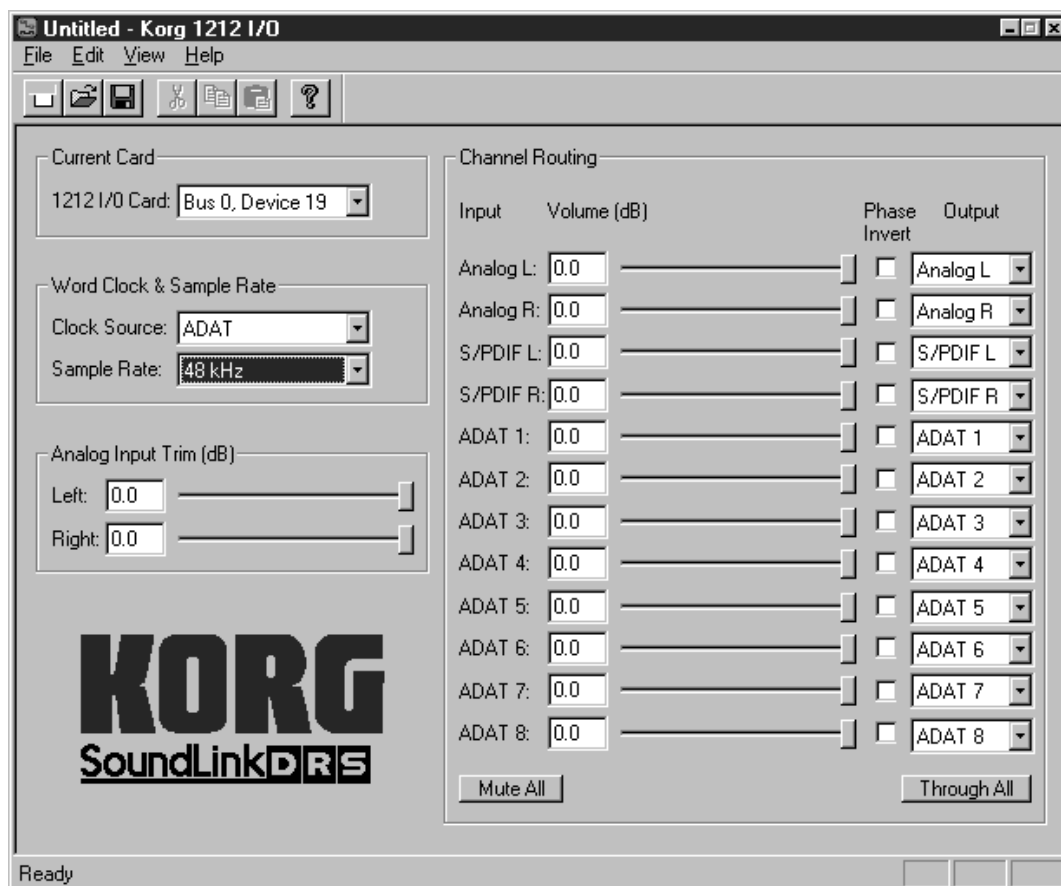 Untitled - Korg 1212 I/O
File Edit View Help
Current Card
1212 I/O Card: Bus 0, Device 19
Word Clock & Sample Rate
Clock Source: ADAT
Sample Rate: 48 kHz
Analog Input Trim (dB)
Left: 0.0
Right: 0.0
KORG
SoundLink DRS
Channel Routing
Input Volume (dB) Phase Invert Output
Analog L: 0.0 Analog L
Analog R: 0.0 Analog R
S/PDIF L: 0.0 S/PDIF L
S/PDIF R: 0.0 S/PDIF R
ADAT 1: 0.0 ADAT 1
ADAT 2: 0.0 ADAT 2
ADAT 3: 0.0 ADAT 3
ADAT 4: 0.0 ADAT 4
ADAT 5: 0.0 ADAT 5
ADAT 6: 0.0 ADAT 6
ADAT 7: 0.0 ADAT 7
ADAT 8: 0.0 ADAT 8
Mute All Through All
Ready